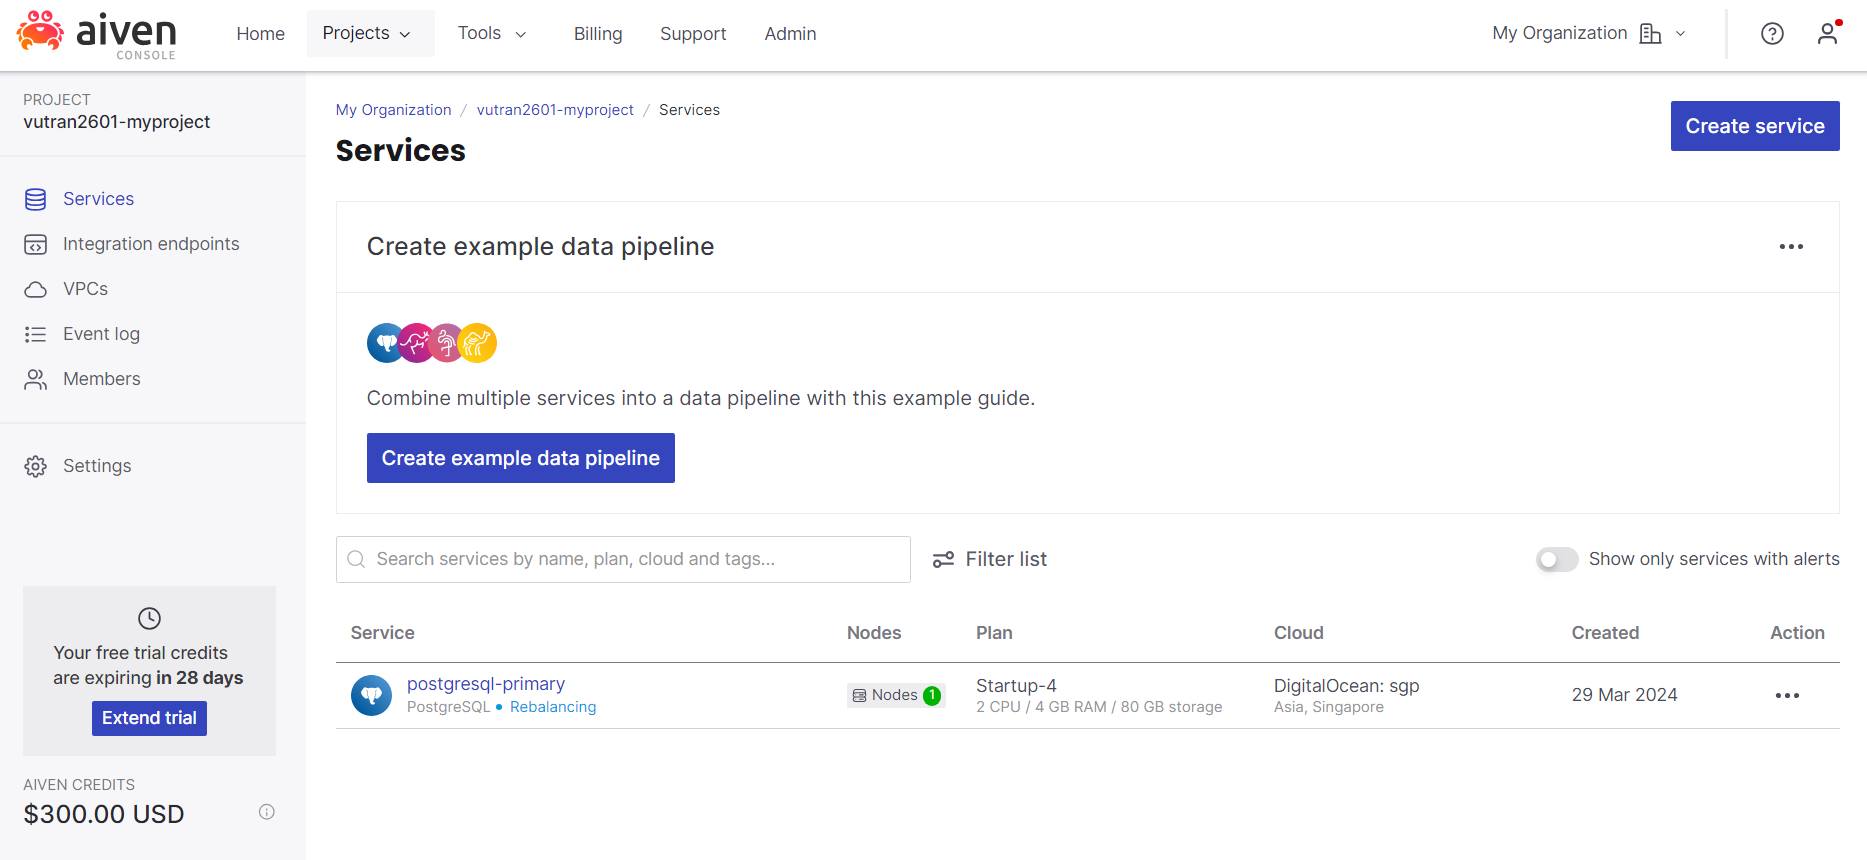 aiven
CONSOLE
Home
Projects
Tools
Billing
Support
Admin
My Organization
PROJECT
vutran2601-myproject
Services
Integration endpoints
VPCs
Event log
Members
Settings
Your free trial credits
are expiring in 28 days
Extend trial
AIVEN CREDITS
$300.00 USD
My Organization / vutran2601-myproject / Services
Services
Create service
Create example data pipeline
Combine multiple services into a data pipeline with this example guide.
Create example data pipeline
Search services by name, plan, cloud and tags...
Filter list
Show only services with alerts
Service Nodes Plan Cloud Created Action
postgresql-primary
PostgreSQL • Rebalancing
Nodes 1
Startup-4
2 CPU / 4 GB RAM / 80 GB storage
DigitalOcean: sgp
Asia, Singapore
29 Mar 2024